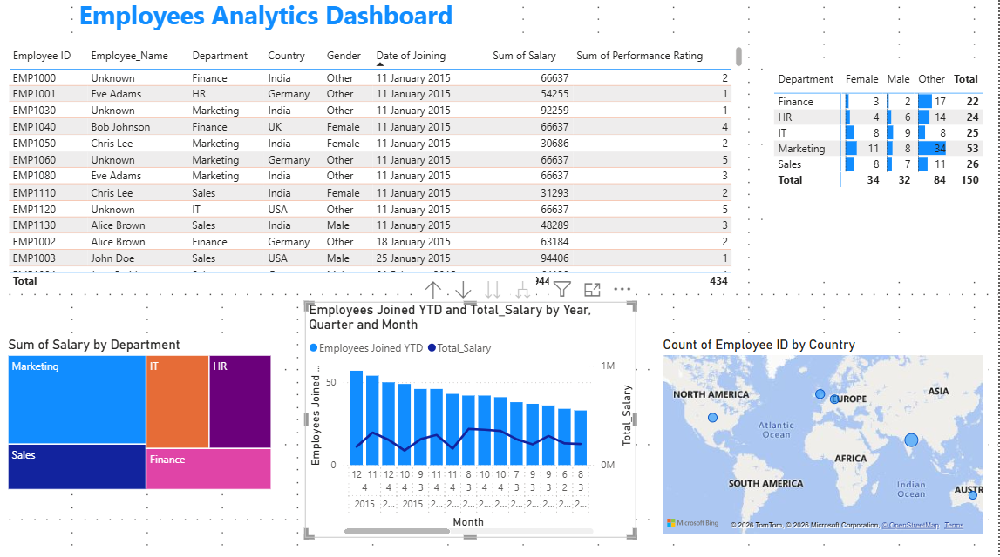 Employees Analytics Dashboard
Employee ID Employee_Name Department Country Gender Date of Joining Sum of Salary Sum of Performance Rating
EMP1000 Unknown Finance India Other 11 January 2015 66637 2
EMP1001 Eve Adams HR Germany Other 11 January 2015 54255 1
EMP1030 Unknown Marketing India Other 11 January 2015 92259 1
EMP1040 Bob Johnson Finance UK Female 11 January 2015 66637 4
EMP1050 Chris Lee Marketing India Female 11 January 2015 30686 2
EMP1060 Unknown Marketing Germany Other 11 January 2015 66637 5
EMP1080 Eve Adams Marketing India Other 11 January 2015 66637 3
EMP1110 Chris Lee Sales India Female 11 January 2015 31293 2
EMP1120 Unknown IT USA Other 11 January 2015 66637 5
EMP1130 Alice Brown Sales India Male 11 January 2015 48289 3
EMP1002 Alice Brown Finance Germany Other 18 January 2015 63184 2
EMP1003 John Doe Sales USA Male 25 January 2015 94406 1
Total 434
Department Female Male Other Total
Finance 3 2 17 22
HR 4 6 14 24
IT 8 9 8 25
Marketing 11 8 34 53
Sales 8 7 11 26
Total 34 32 84 150
Sum of Salary by Department
Marketing
IT
HR
Sales
Finance
Employees Joined YTD and Total_Salary by Year,
Quarter and Month
Employees Joined YTD Total_Salary
Employees Joined ...
50
0
1M
0M
Total_Salary
12 11 12 10 9 11 11 8 10 10 7 9 9 6 8
4 4 4 3 4 4 3 4 4 3 3 3 2 3
2015 2... 2015 2... 2... 2... 2... 2... 2... 2... 2... 2... 2...
Month
Count of Employee ID by Country
NORTH AMERICA
EUROPE
ASIA
Atlantic
Ocean
AFRICA
SOUTH AMERICA
Indian
Ocean
AUSTR
Microsoft Bing
© 2026 TomTom, © 2026 Microsoft Corporation, © OpenStreetMap Terms